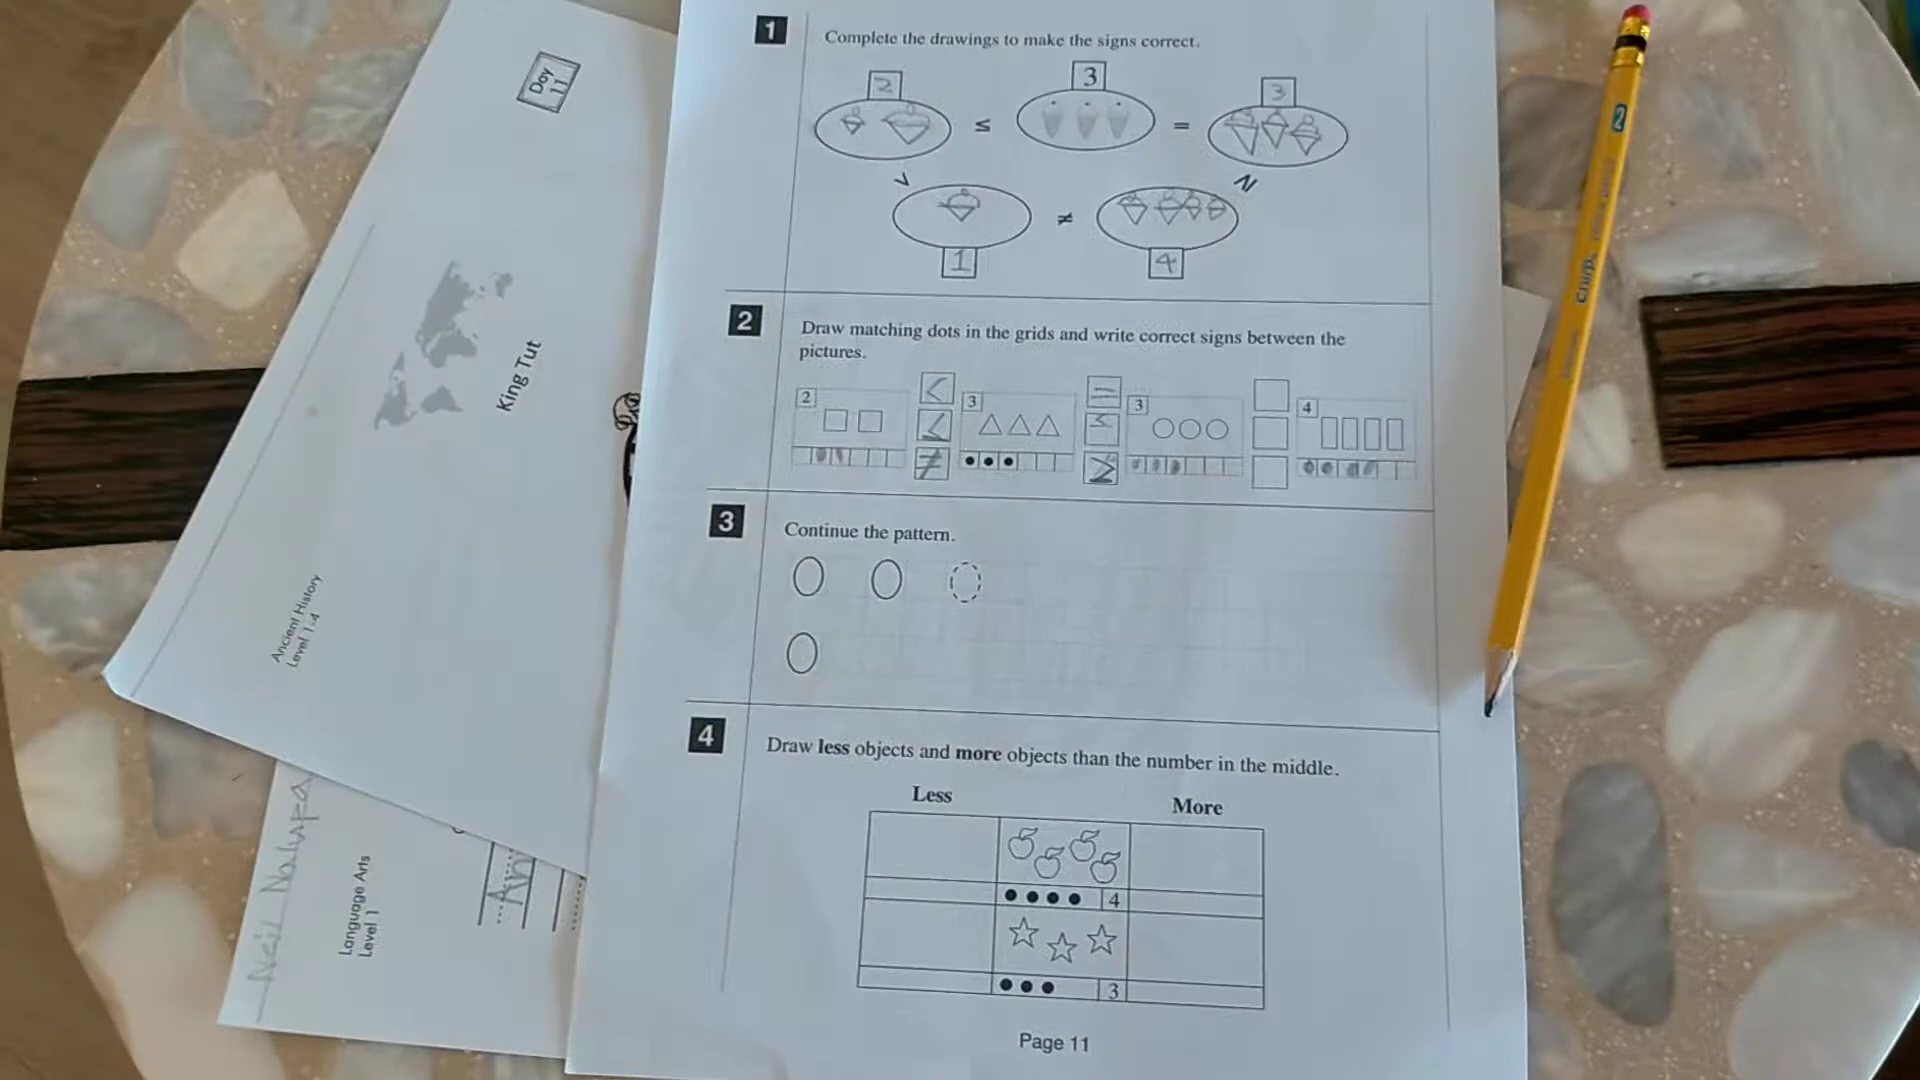 1
Complete the drawings to make the signs correct.
2
3
3
≤
=
1
≠
4
2
Draw matching dots in the grids and write correct signs between the
pictures.
2
<
≤
≠
3
=
≤
≥
3
4
3
Continue the pattern.
4
Draw less objects and more objects than the number in the middle.
Less
More
4
3
Page 11
Day
11
King Tut
Ancient History
Level 1-4
Neil
Language Arts
Level 1
An
2